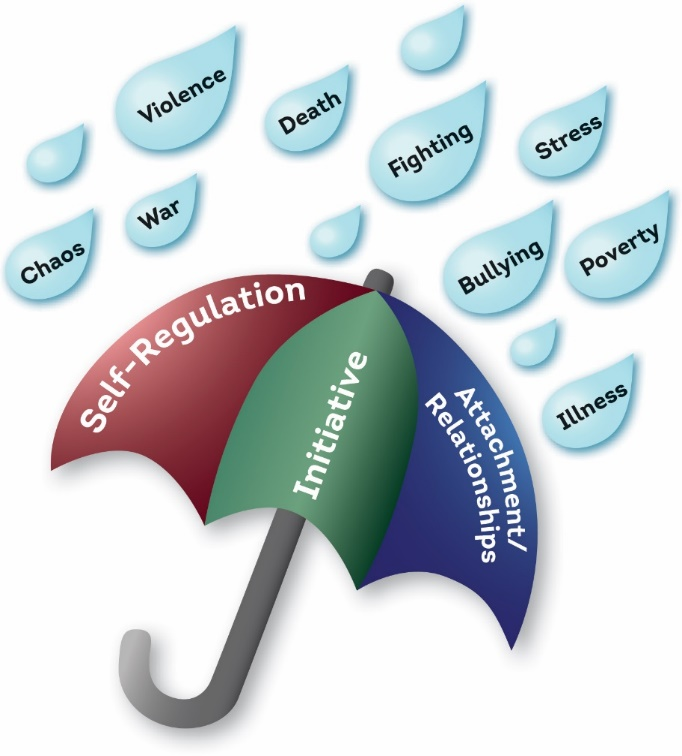 Violence
Death
Fighting
Stress
War
Chaos
Bullying
Poverty
Illness
Self-Regulation
Initiative
Attachment/
Relationships